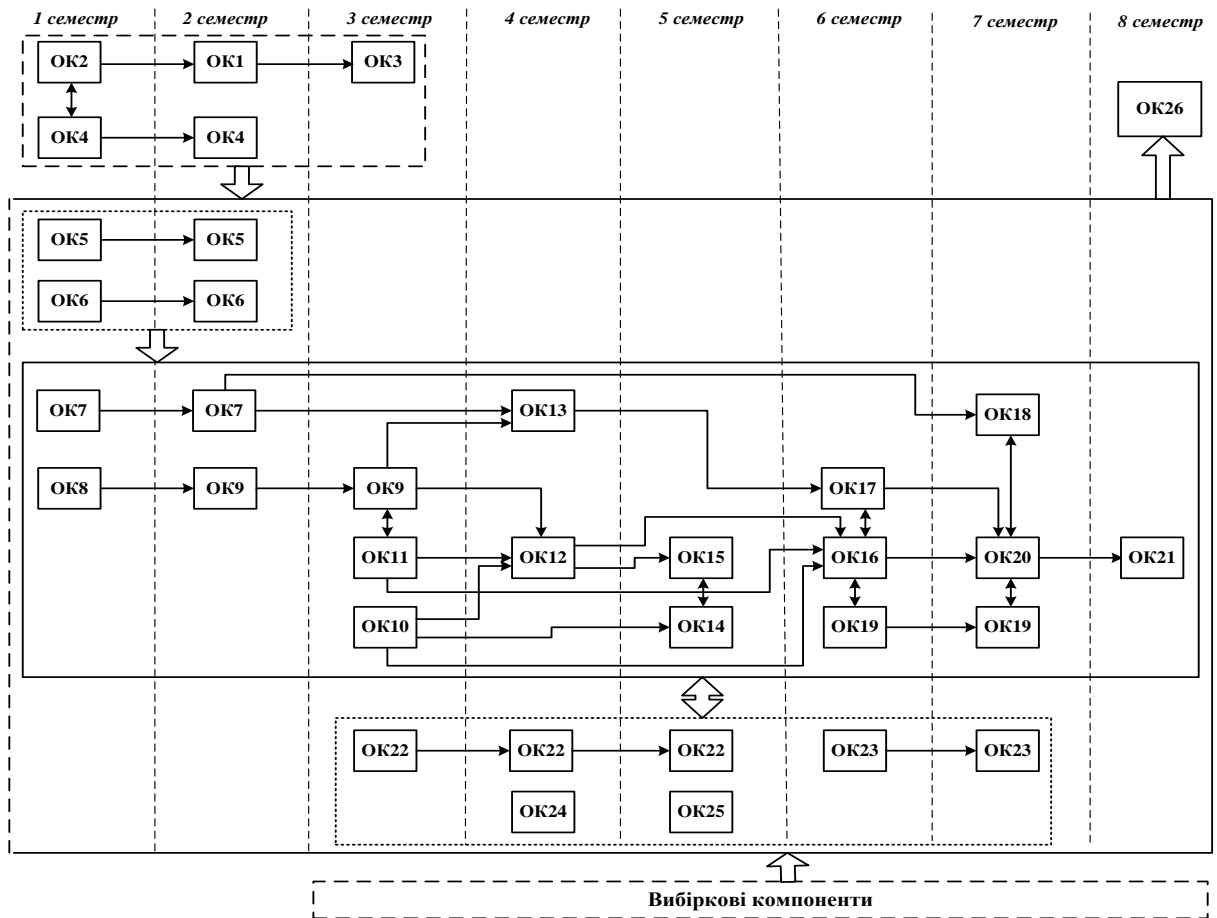 1 семестр 2 семестр 3 семестр 4 семестр 5 семестр 6 семестр 7 семестр 8 семестр
ОК2 ОК1 ОК3
ОК26
ОК4 ОК4
ОК5 ОК5
ОК6 ОК6
ОК7 ОК7 ОК13 ОК18
ОК8 ОК9 ОК9 ОК17
ОК11 ОК12 ОК15 ОК16 ОК20 ОК21
ОК10 ОК14 ОК19 ОК19
ОК22 ОК22 ОК22 ОК23 ОК23
ОК24 ОК25
Вибіркові компоненти